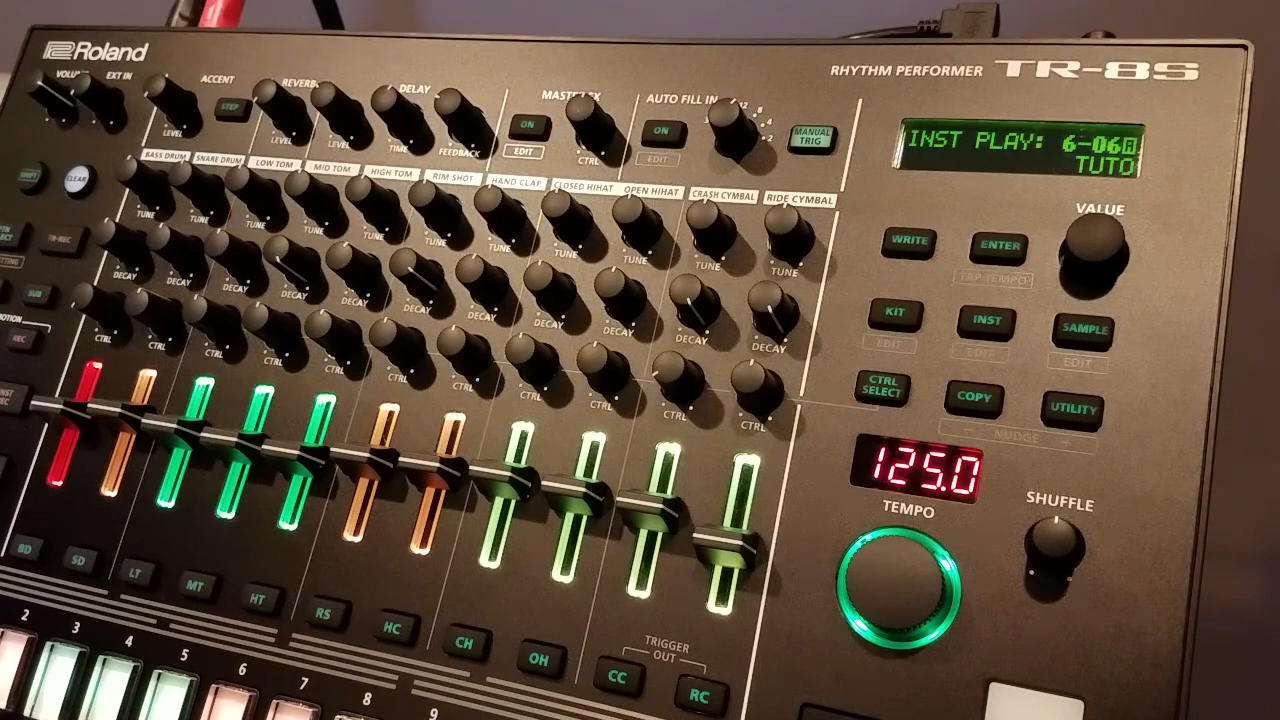 Roland
RHYTHM PERFORMER TR-8S
EXT IN
ACCENT
REVERB
DELAY
AUTO FILL IN
STEP
ON
ON
MANUAL TRIG
8
4
2
EDIT
EDIT
LEVEL
LEVEL
LEVEL
TIME
FEEDBACK
CTRL
INST PLAY: 6-06
TUTO
BASS DRUM SNARE DRUM LOW TOM MID TOM HIGH TOM RIM SHOT HAND CLAP CLOSED HIHAT OPEN HIHAT CRASH CYMBAL RIDE CYMBAL
SHIFT
CLEAR
VALUE
TUNE TUNE TUNE TUNE TUNE TUNE TUNE TUNE TUNE TUNE TUNE
TR-REC
WRITE
ENTER
TAP TEMPO
DECAY DECAY DECAY DECAY DECAY DECAY DECAY DECAY DECAY DECAY DECAY
SUB
KIT
INST
SAMPLE
EDIT
EDIT
EDIT
REC
CTRL CTRL CTRL CTRL CTRL CTRL CTRL CTRL CTRL CTRL CTRL
CTRL SELECT
COPY
UTILITY
- NUDGE +
125.0
TEMPO
SHUFFLE
BD SD LT MT HT RS HC CH OH CC RC
TRIGGER OUT
2 3 4 5 6 7 8 9